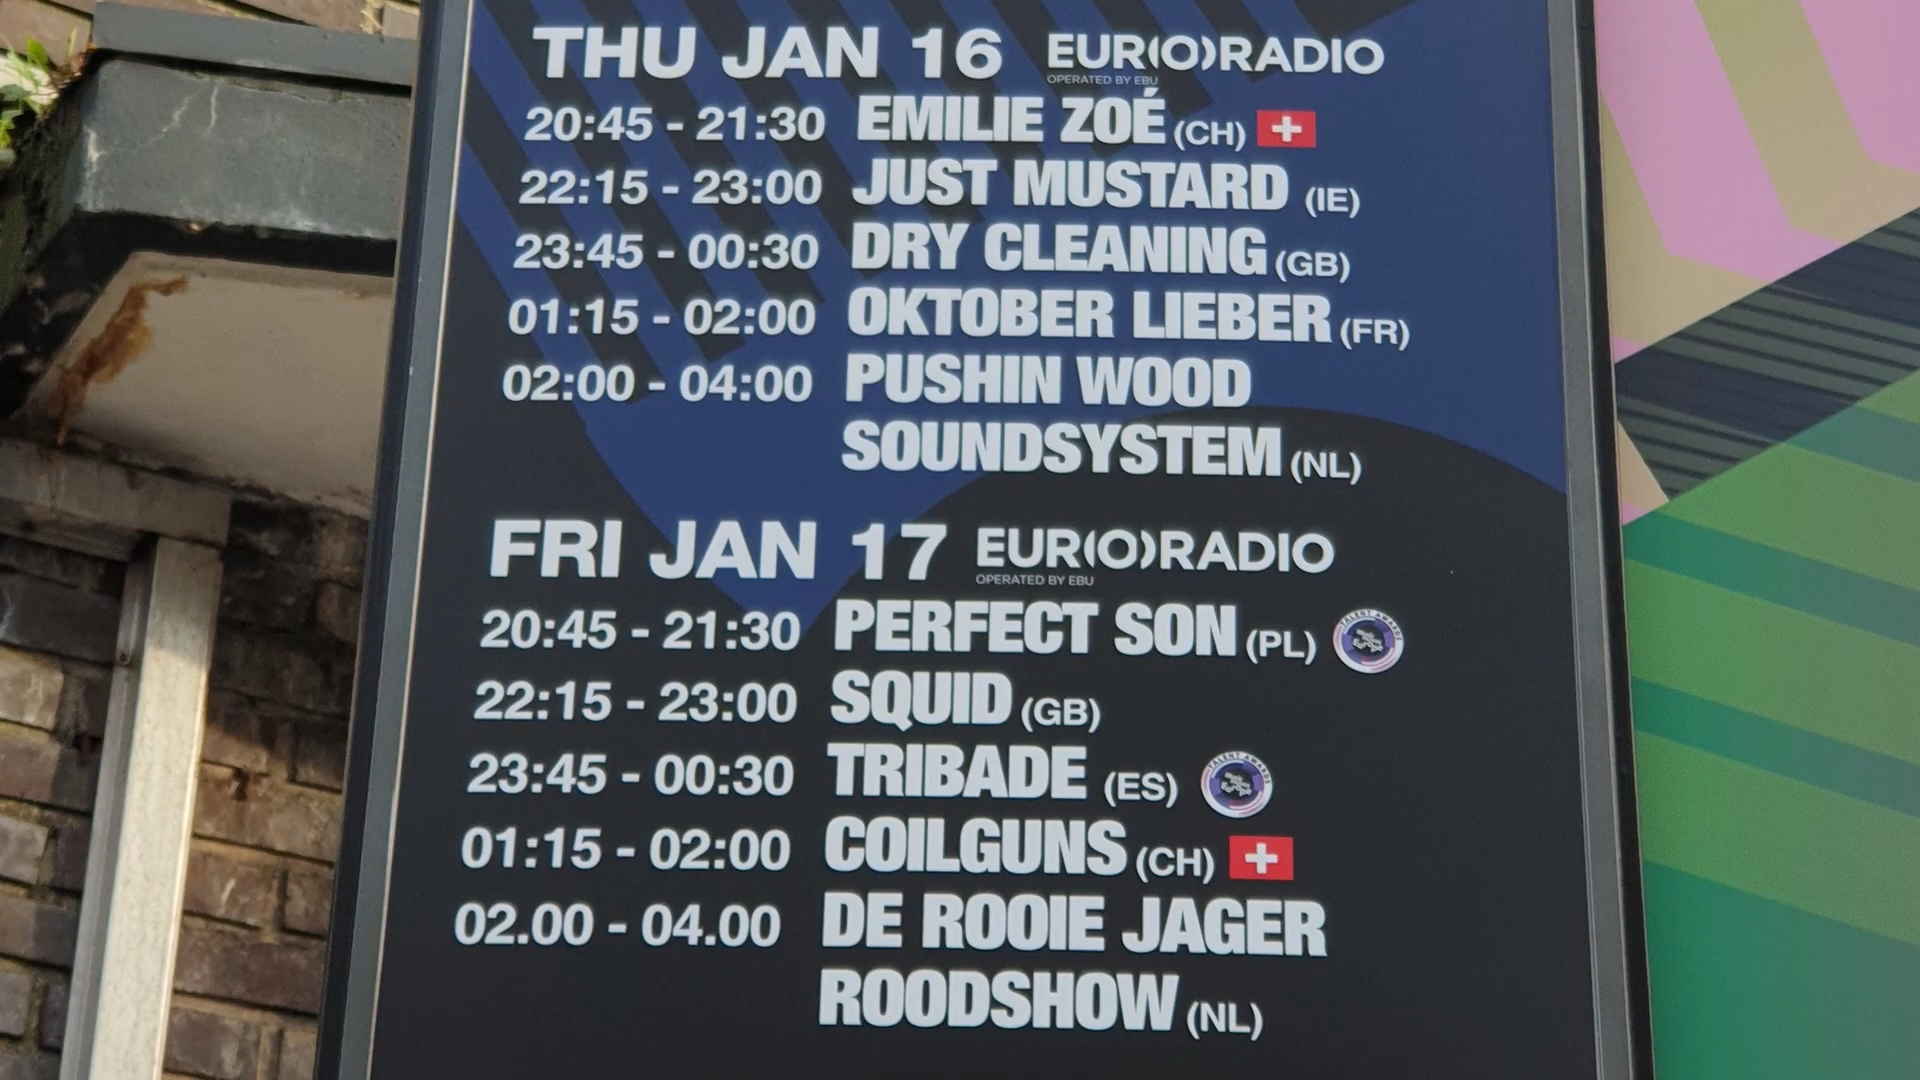 THU JAN 16 EUR(O)RADIO
OPERATED BY EBU
20:45 - 21:30 EMILIE ZOÉ (CH)
22:15 - 23:00 JUST MUSTARD (IE)
23:45 - 00:30 DRY CLEANING (GB)
01:15 - 02:00 OKTOBER LIEBER (FR)
02:00 - 04:00 PUSHIN WOOD
SOUNDSYSTEM (NL)
FRI JAN 17 EUR(O)RADIO
OPERATED BY EBU
20:45 - 21:30 PERFECT SON (PL) TALENT AWARDS
22:15 - 23:00 SQUID (GB)
23:45 - 00:30 TRIBADE (ES) TALENT AWARDS
01:15 - 02:00 COILGUNS (CH)
02.00 - 04.00 DE ROOIE JAGER
ROODSHOW (NL)